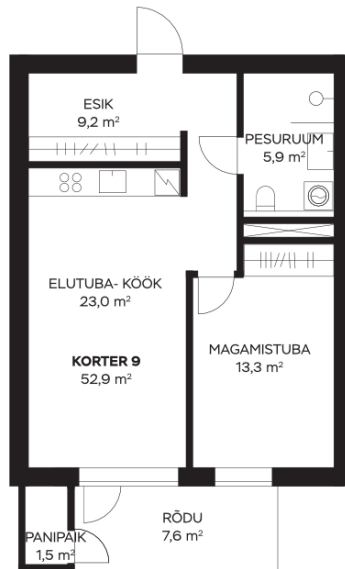 ESIK
9,2 m²
PESURUUM
5,9 m²
ELUTUBA- KÖÖK
23,0 m²
KORTER 9
52,9 m²
MAGAMISTUBA
13,3 m²
RÕDU
7,6 m²
PANIPAIK
1,5 m²